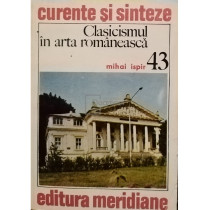 curente și sinteze
Clasicismul
în arta românească
mihai ispir 43
editura meridiane